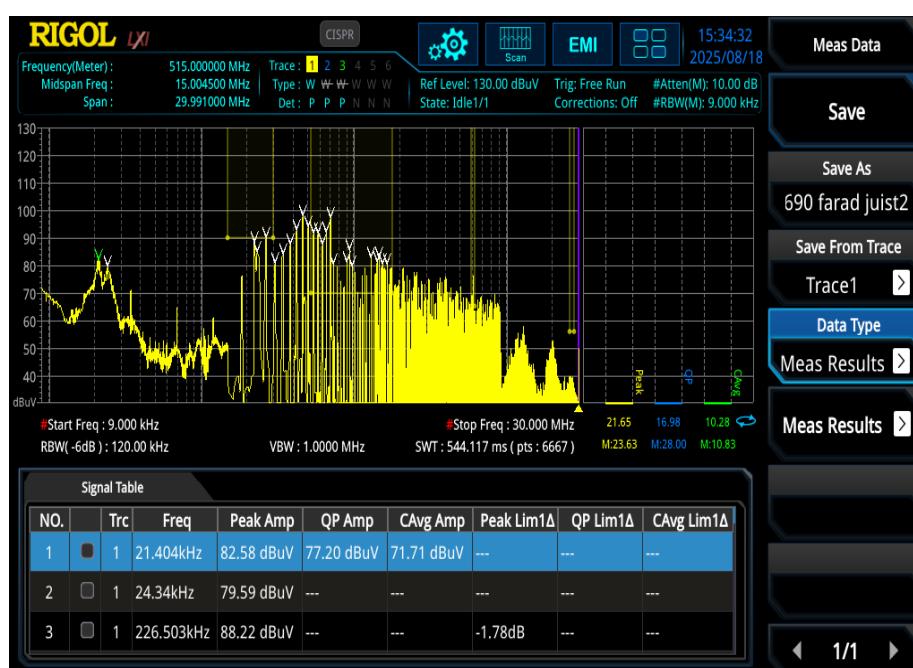 RIGOL LXI CISPR
Scan EMI 15:34:32
2025/08/18
Frequency(Meter) : 515.000000 MHz Trace : 1 2 3 4 5 6
Midspan Freq : 15.004500 MHz Type : W W W W W W
Span : 29.991000 MHz Det : P P P N N N
Ref Level: 130.00 dBuV Trig: Free Run #Atten(M): 10.00 dB
State: Idle1/1 Corrections: Off #RBW(M): 9.000 kHz
130
120
110
100
90
80
70
60
50
40
dBuV
Peak QP CAvg
#Start Freq : 9.000 kHz #Stop Freq : 30.000 MHz 21.65 16.98 10.28
RBW( -6dB ) : 120.00 kHz VBW : 1.0000 MHz SWT : 544.117 ms ( pts : 6667 ) M:23.63 M:28.00 M:10.83
Signal Table
NO. Trc Freq Peak Amp QP Amp CAvg Amp Peak Lim1Δ QP Lim1Δ CAvg Lim1Δ
1 1 21.404kHz 82.58 dBuV 77.20 dBuV 71.71 dBuV --- --- ---
2 1 24.34kHz 79.59 dBuV --- --- --- --- ---
3 1 226.503kHz 88.22 dBuV --- --- -1.78dB --- ---
Meas Data
Save
Save As
690 farad juist2
Save From Trace
Trace1 >
Data Type
Meas Results >
Meas Results >
1/1